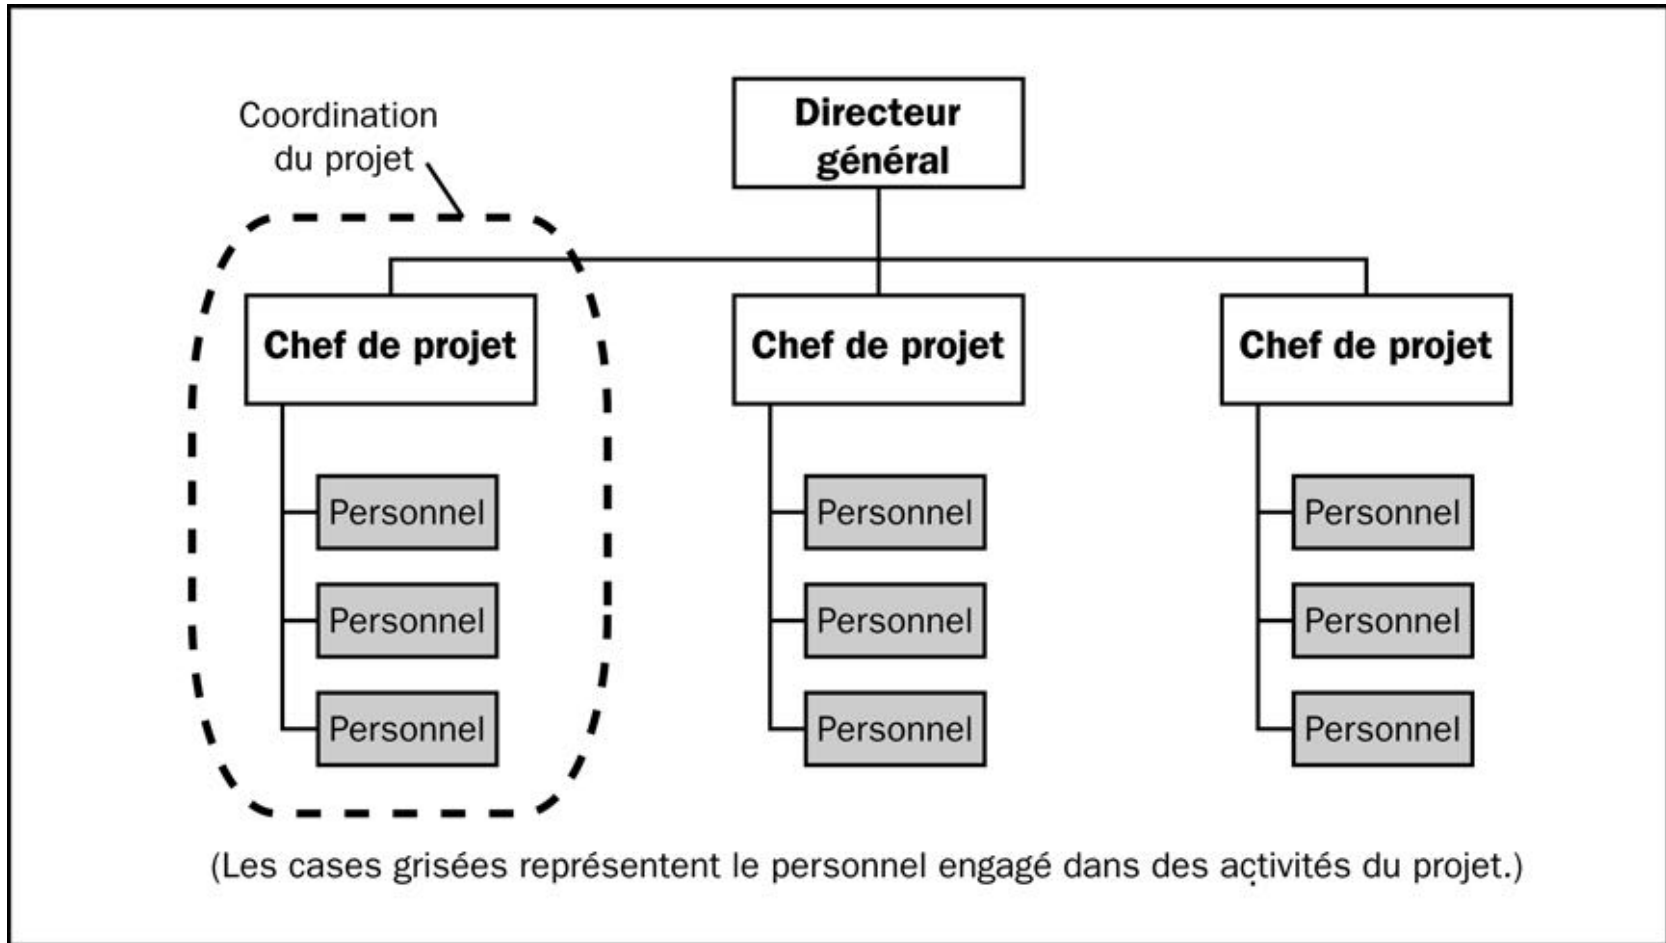 Coordination
du projet
Directeur
général
Chef de projet
Chef de projet
Chef de projet
Personnel
Personnel
Personnel
Personnel
Personnel
Personnel
Personnel
Personnel
Personnel
(Les cases grisées représentent le personnel engagé dans des activités du projet.)